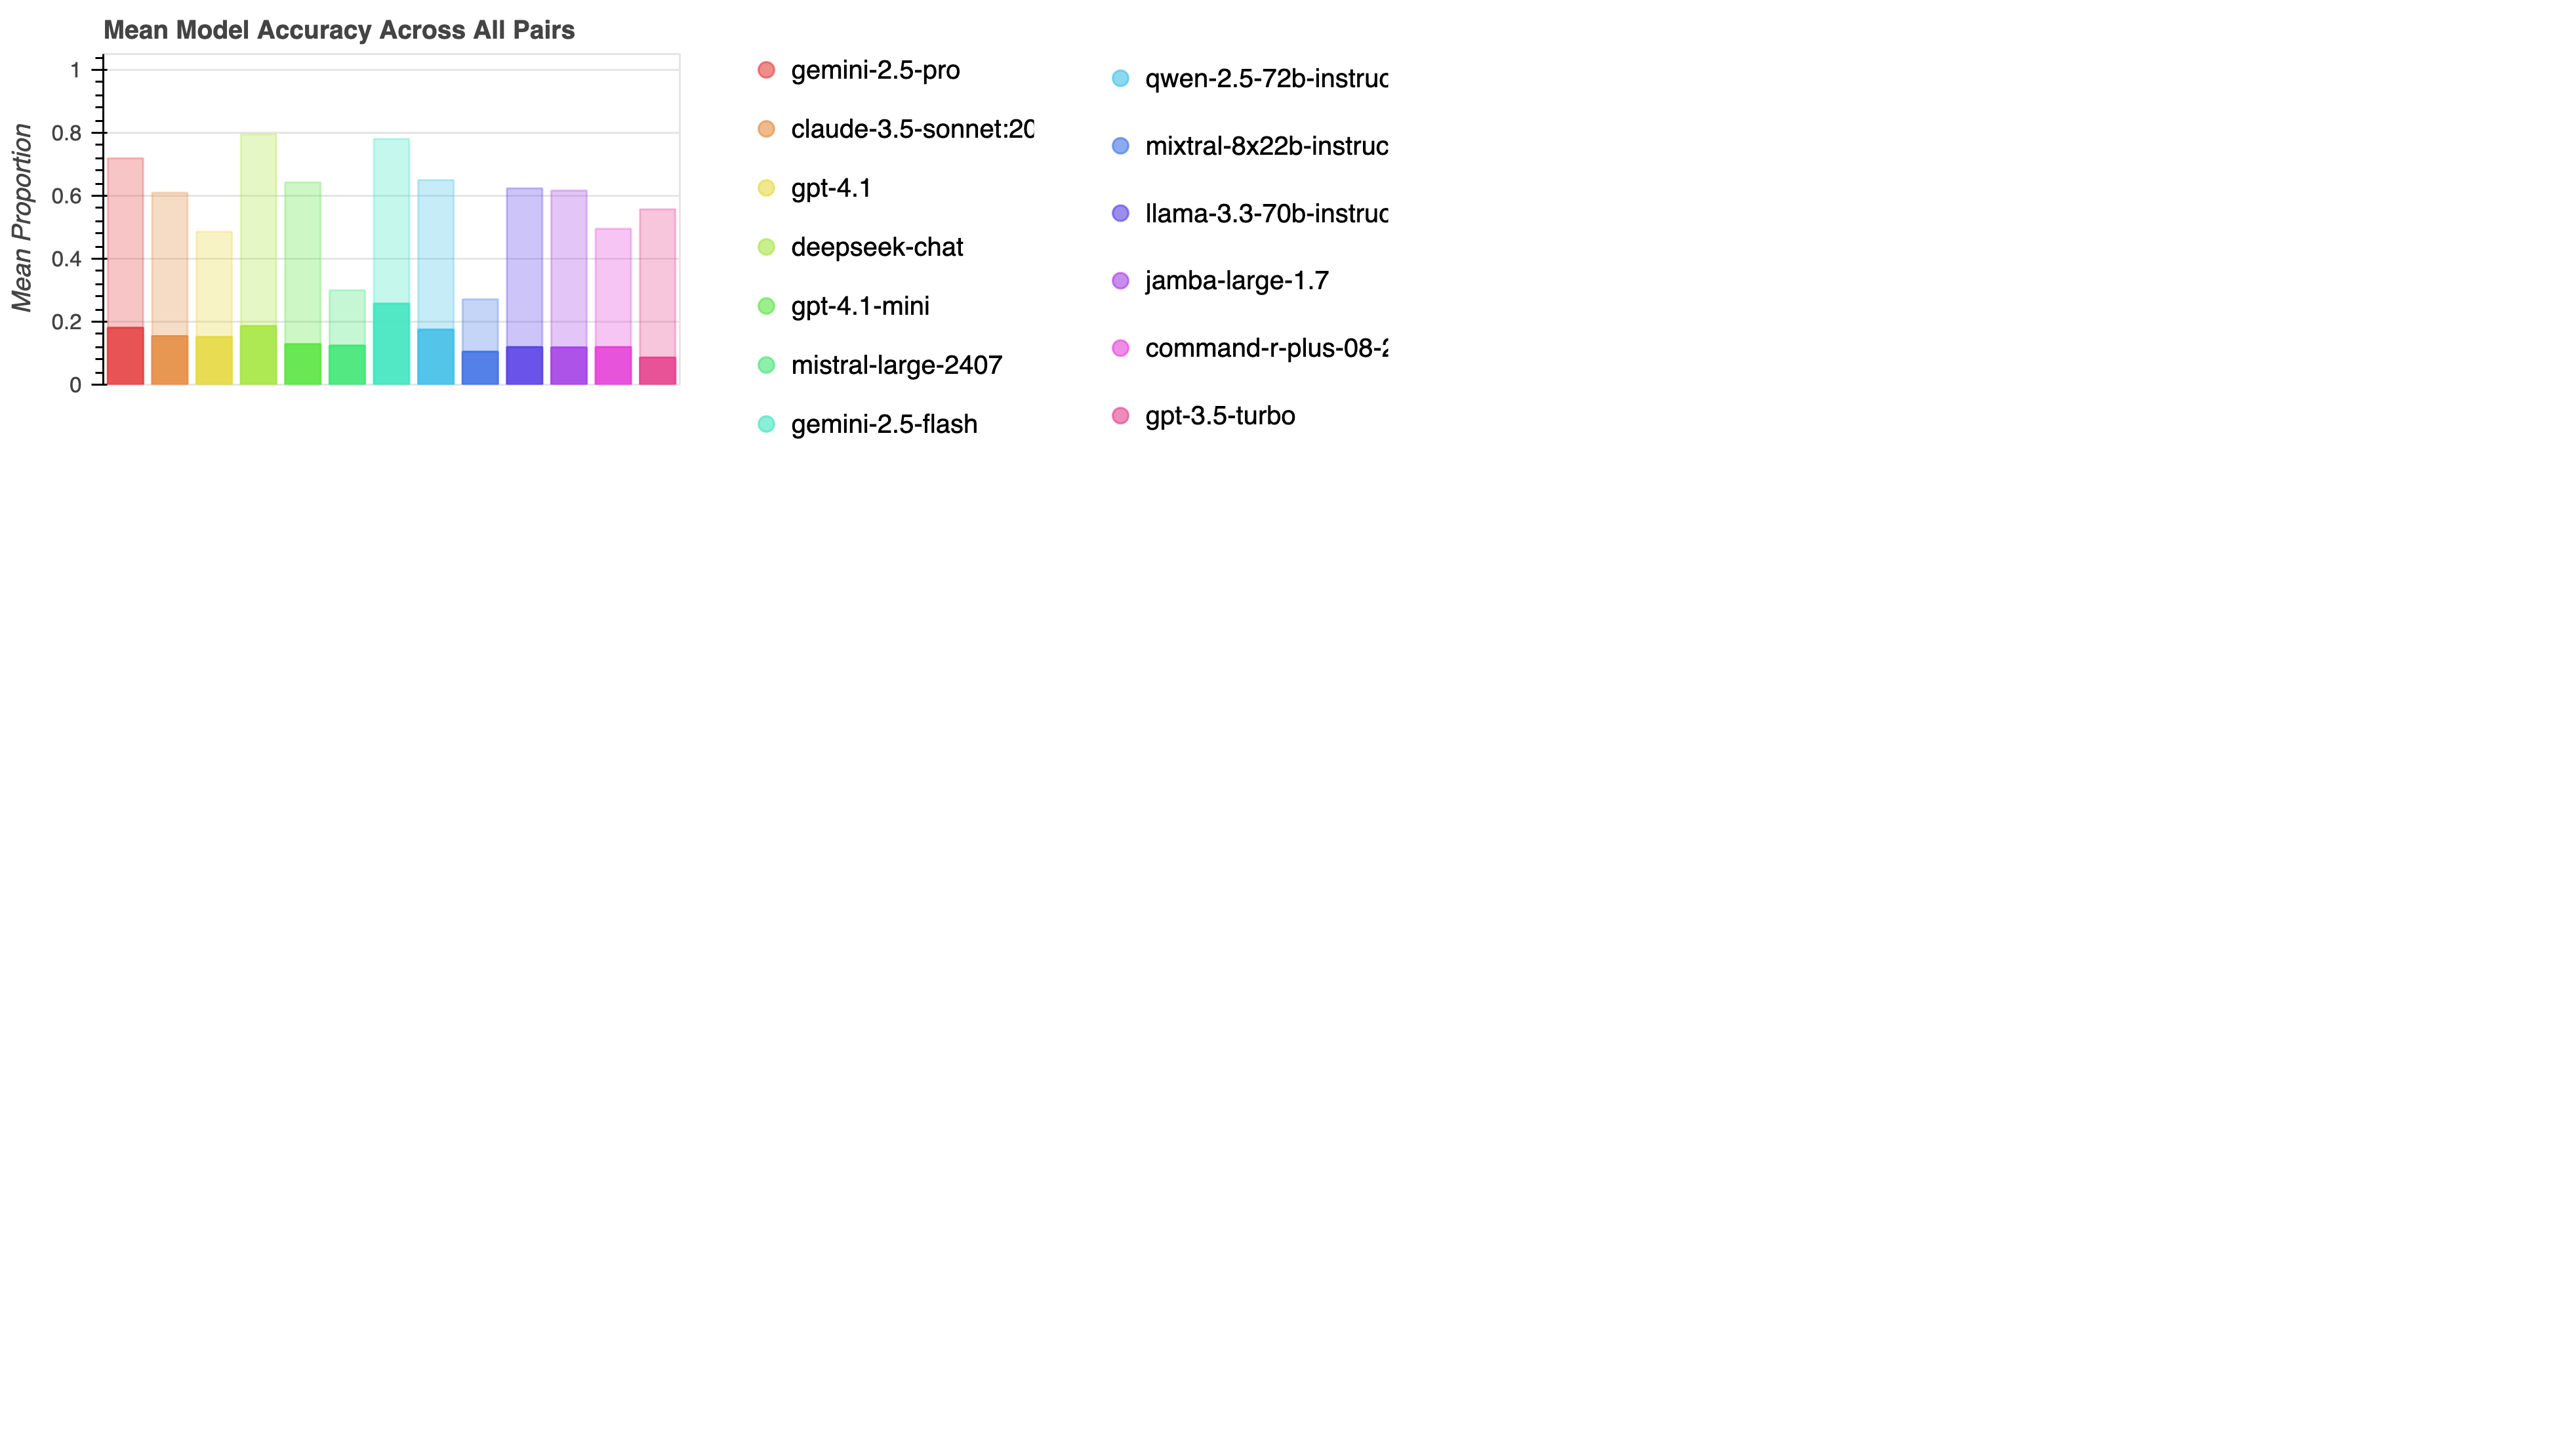 Mean Model Accuracy Across All Pairs
Mean Proportion
1
0.8
0.6
0.4
0.2
0
gemini-2.5-pro
claude-3.5-sonnet:20
gpt-4.1
deepseek-chat
gpt-4.1-mini
mistral-large-2407
gemini-2.5-flash
qwen-2.5-72b-instruc
mixtral-8x22b-instruc
llama-3.3-70b-instruc
jamba-large-1.7
command-r-plus-08-2
gpt-3.5-turbo